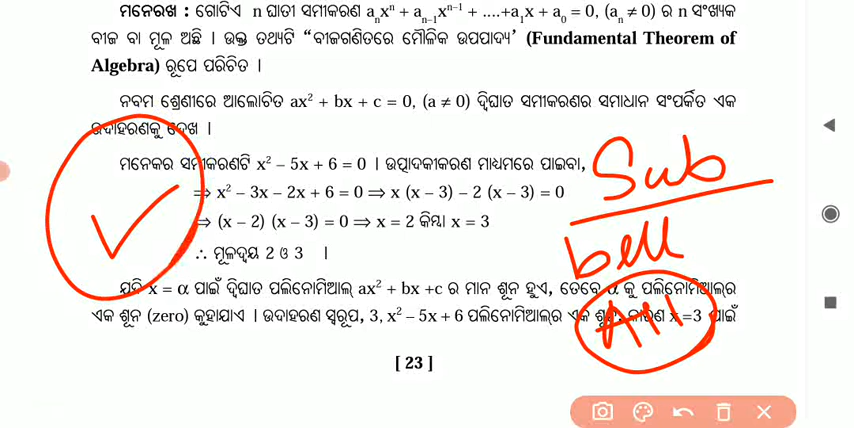 ମନେରଖ : ଗୋଟିଏ n ଘାତୀ ସମୀକରଣ aₙxⁿ + aₙ₋₁xⁿ⁻¹ + ....+a₁x + a₀ = 0, (aₙ ≠ 0) ର n ସଂଖ୍ୟକ
ବୀଜ ବା ମୂଳ ଅଛି । ଉକ୍ତ ତଥ୍ୟଟି “ବୀଜଗଣିତରେ ମୌଳିକ ଉପପାଦ୍ୟ’ (Fundamental Theorem of
Algebra) ରୂପେ ପରିଚିତ ।
ନବମ ଶ୍ରେଣୀରେ ଆଲୋଚିତ ax² + bx + c = 0, (a ≠ 0) ଦ୍ୱିଘାତ ସମୀକରଣର ସମାଧାନ ସଂପର୍କିତ ଏକ
ଉଦାହରଣକୁ ଦେଖ ।
ମନେକର ସମୀକରଣଟି x² – 5x + 6 = 0 । ଉତ୍ପାଦକୀକରଣ ମାଧ୍ୟମରେ ପାଇବା,
⇒ x² – 3x – 2x + 6 = 0 ⇒ x (x – 3) – 2 (x – 3) = 0
⇒ (x – 2) (x – 3) = 0 ⇒ x = 2 କିମ୍ବା x = 3
∴ ମୂଳଦ୍ୱୟ 2 ଓ 3 ।
ଯଦି x = α ପାଇଁ ଦ୍ୱିଘାତ ପଲିନୋମିଆଲ୍ ax² + bx +c ର ମାନ ଶୂନ ହୁଏ, ତେବେ α କୁ ପଲିନୋମିଆଲ୍‌ର
ଏକ ଶୂନ (zero) କୁହାଯାଏ । ଉଦାହରଣ ସ୍ୱରୂପ, 3, x² – 5x + 6 ପଲିନୋମିଆଲ୍‌ର ଏକ ଶୂନ, କାରଣ x =3 ପାଇଁ
[ 23 ]
Sub
bell
All